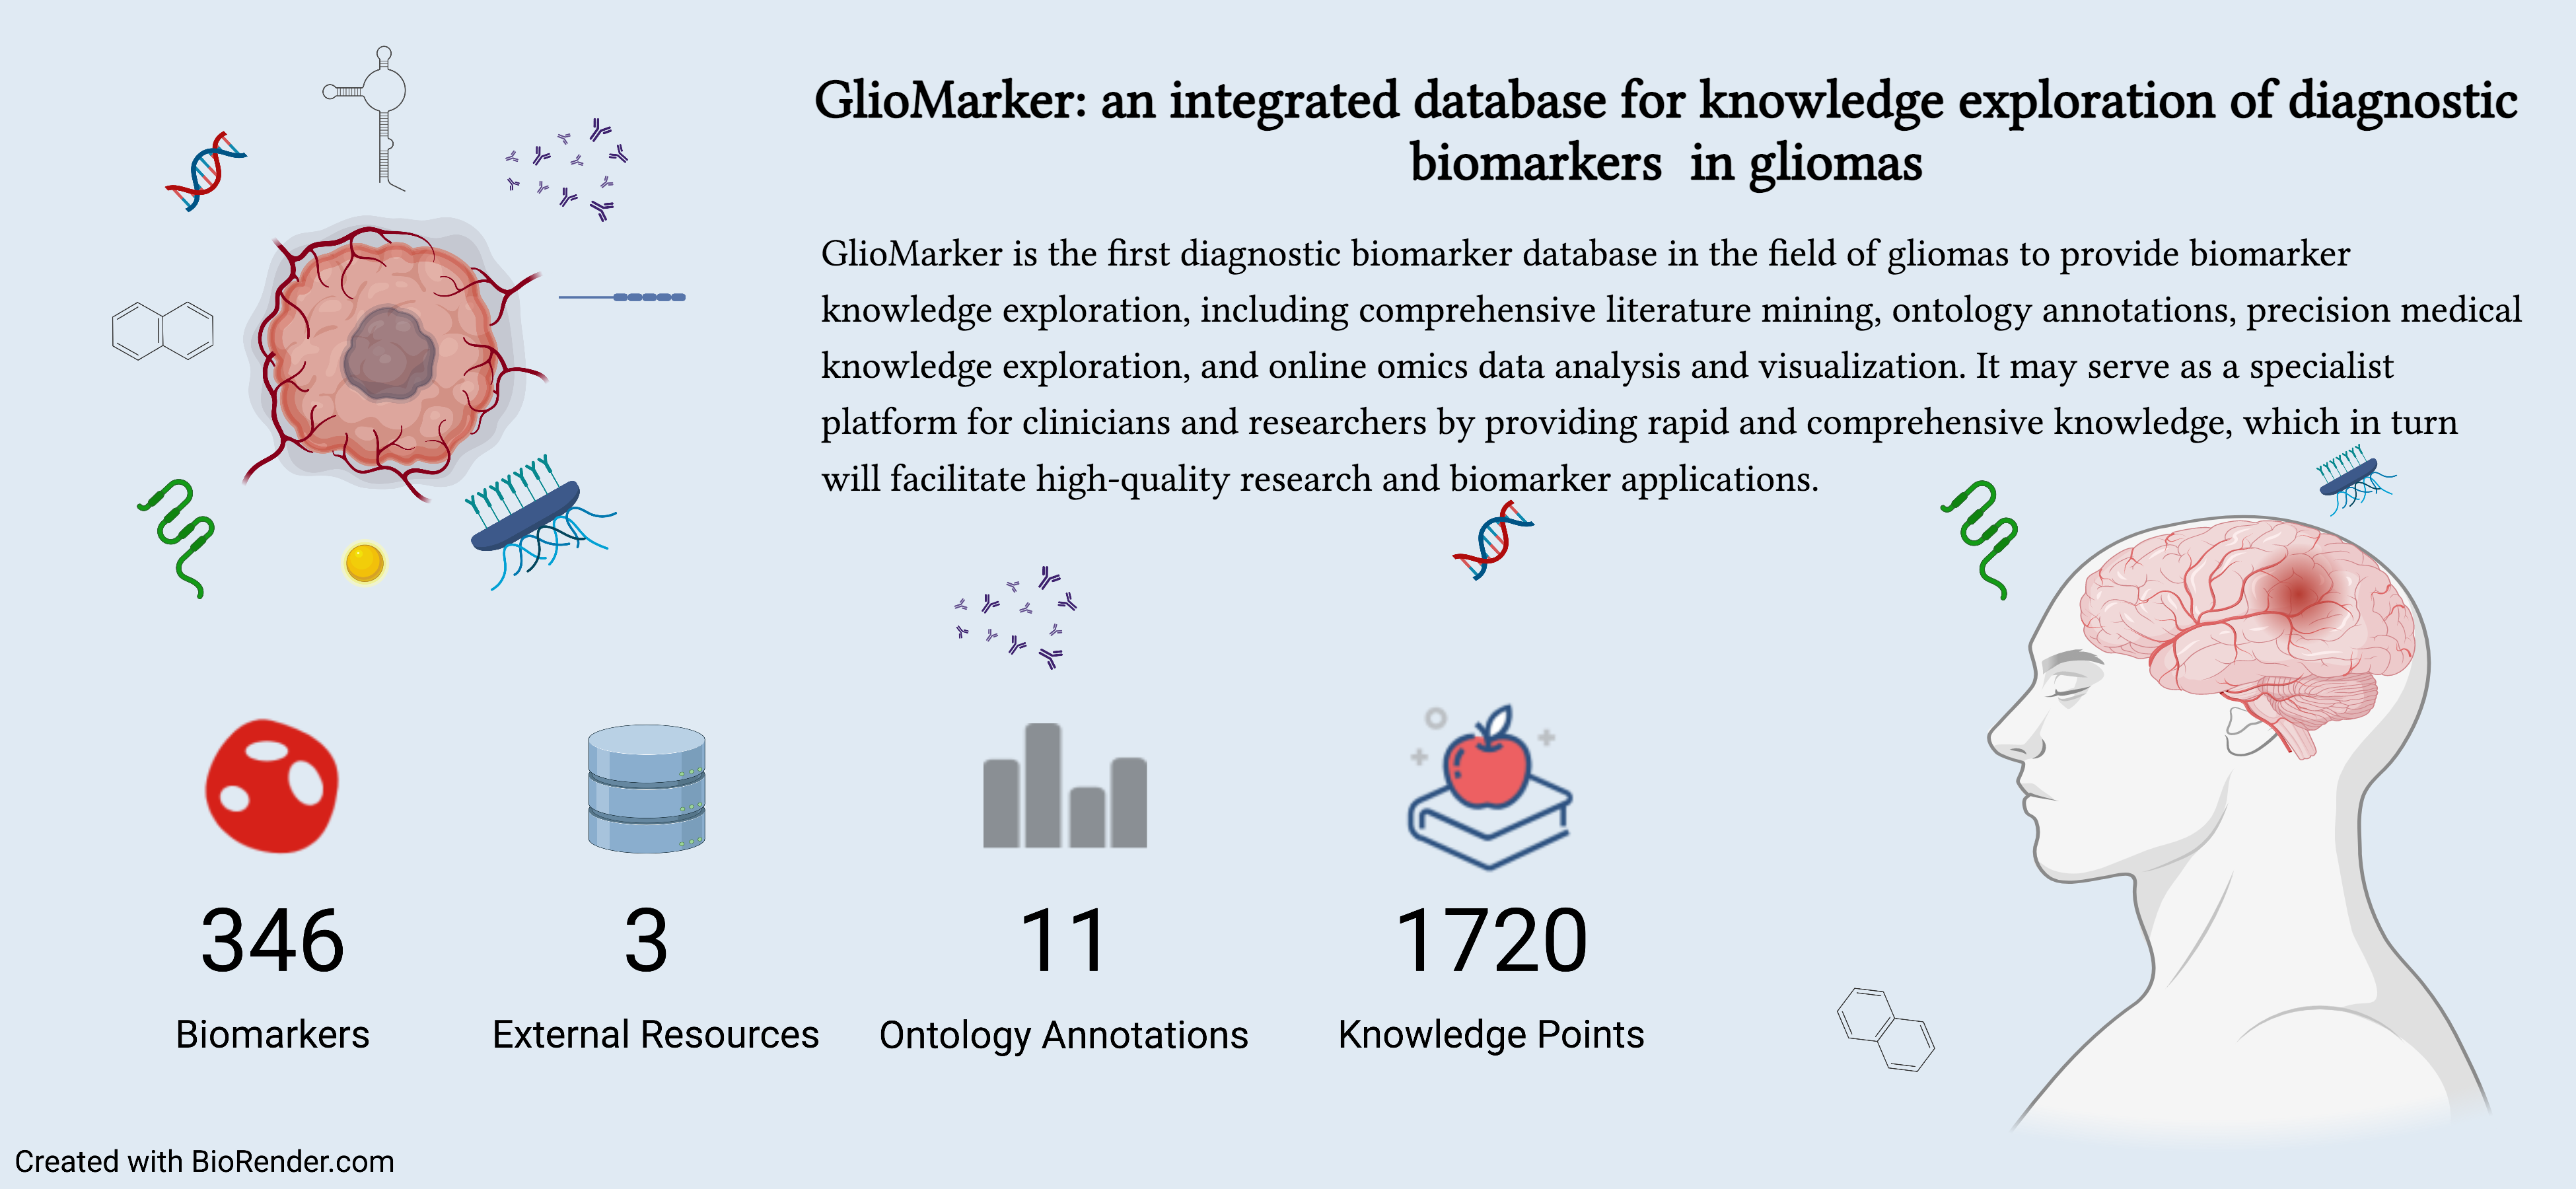 GlioMarker: an integrated database for knowledge exploration of diagnostic
biomarkers  in gliomas
GlioMarker is the first diagnostic biomarker database in the field of gliomas to provide biomarker
knowledge exploration, including comprehensive literature mining, ontology annotations, precision medical
knowledge exploration, and online omics data analysis and visualization. It may serve as a specialist
platform for clinicians and researchers by providing rapid and comprehensive knowledge, which in turn
will facilitate high-quality research and biomarker applications.
346
Biomarkers
3
External Resources
11
Ontology Annotations
1720
Knowledge Points
Created with BioRender.com